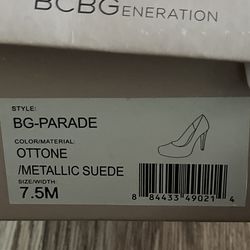 BCBGENERATION
STYLE:
BG-PARADE
COLOR/MATERIAL:
OTTONE
/METALLIC SUEDE
SIZE/WIDTH:
7.5M
8 84433 49021 4